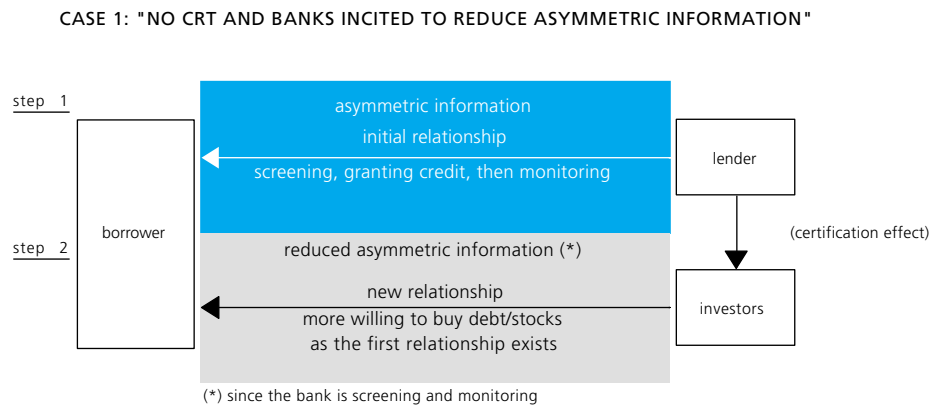 CASE 1: "NO CRT AND BANKS INCITED TO REDUCE ASYMMETRIC INFORMATION"
step 1
asymmetric information
initial relationship
screening, granting credit, then monitoring
lender
borrower
(certification effect)
step 2
reduced asymmetric information (*)
new relationship
more willing to buy debt/stocks
as the first relationship exists
investors
(*) since the bank is screening and monitoring